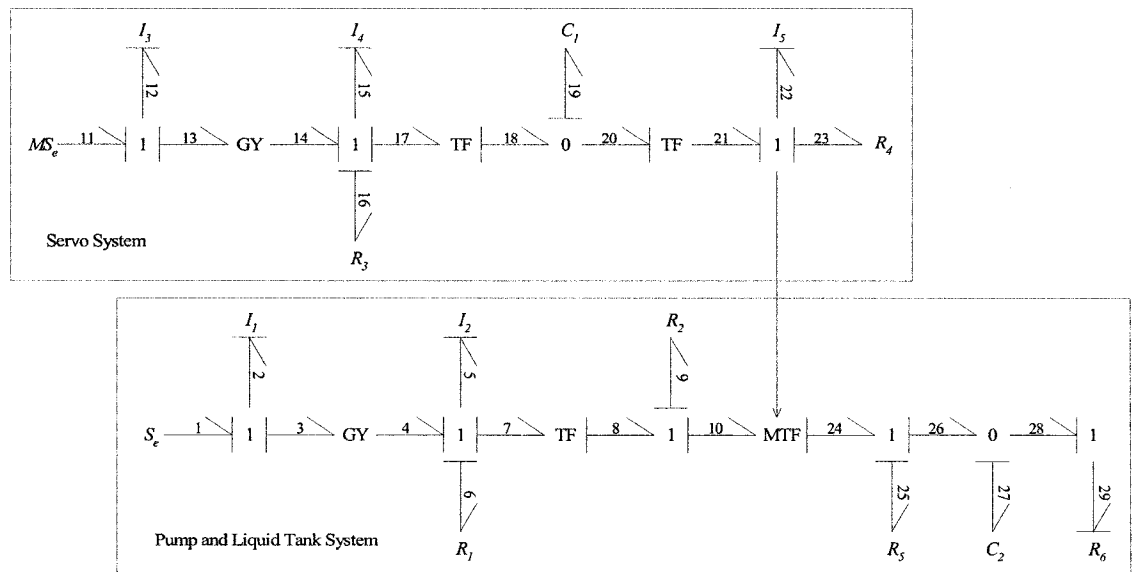 I3 I4 C1 I5
12 15 19 22
MSe 11 1 13 GY 14 1 17 TF 18 0 20 TF 21 1 23 R4
16
Servo System
R3
I1 I2 R2
2 5 9
Se 1 1 3 GY 4 1 7 TF 8 1 10 MTF 24 1 26 0 28 1
6 25 27 29
Pump and Liquid Tank System
R1 R5 C2 R6